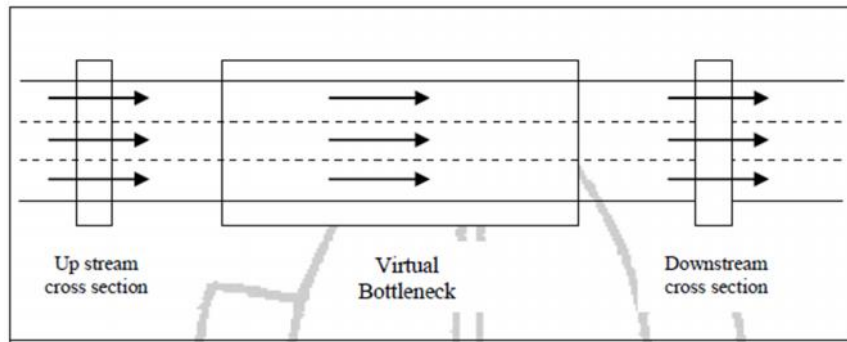 Up stream
cross section
Virtual
Bottleneck
Downstream
cross section